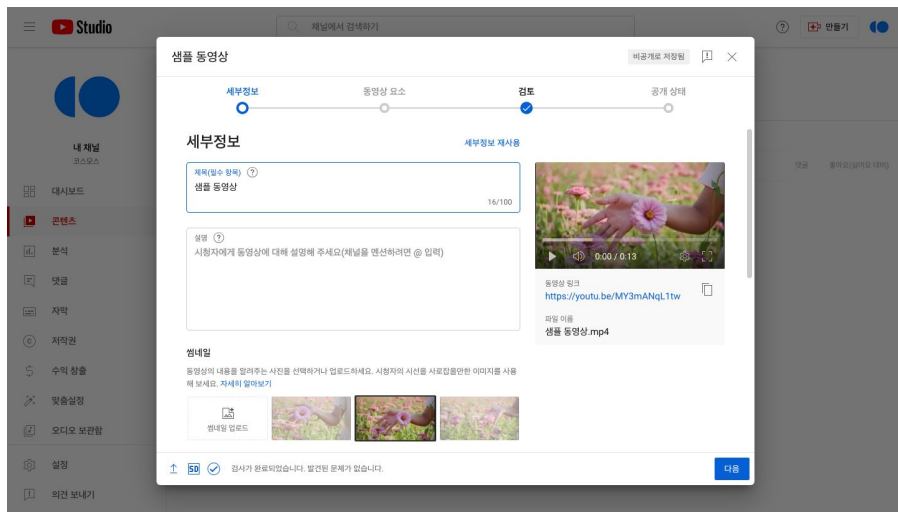 Studio
채널에서 검색하기
만들기
샘플 동영상
비공개로 저장됨
세부정보
동영상 요소
검토
공개 상태
내 채널
코스모스
대시보드
콘텐츠
분석
댓글
자막
저작권
수익 창출
맞춤설정
오디오 보관함
설정
의견 보내기
세부정보
세부정보 재사용
제목(필수 항목)
샘플 동영상
16/100
설명
시청자에게 동영상에 대해 설명해 주세요(채널을 멘션하려면 @ 입력)
0:00 / 0:13
동영상 링크
https://youtu.be/MY3mANqL1tw
파일 이름
샘플 동영상.mp4
썸네일
동영상의 내용을 알려주는 사진을 선택하거나 업로드하세요. 시청자의 시선을 사로잡을만한 이미지를 사용
해 보세요. 자세히 알아보기
썸네일 업로드
SD
검사가 완료되었습니다. 발견된 문제가 없습니다.
다음
댓글
좋아요(싫어요 대비)